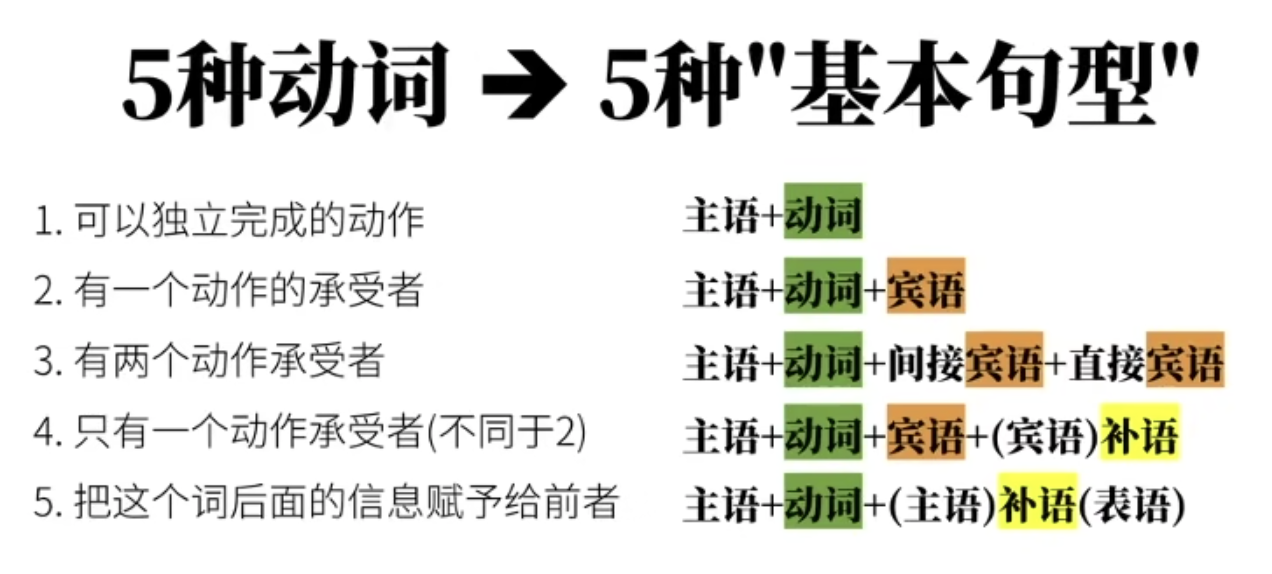 5种动词 ➔ 5种"基本句型"
1. 可以独立完成的动作
主语+动词
2. 有一个动作的承受者
主语+动词+宾语
3. 有两个动作承受者
主语+动词+间接宾语+直接宾语
4. 只有一个动作承受者(不同于2)
主语+动词+宾语+(宾语)补语
5. 把这个词后面的信息赋予给前者
主语+动词+(主语)补语(表语)